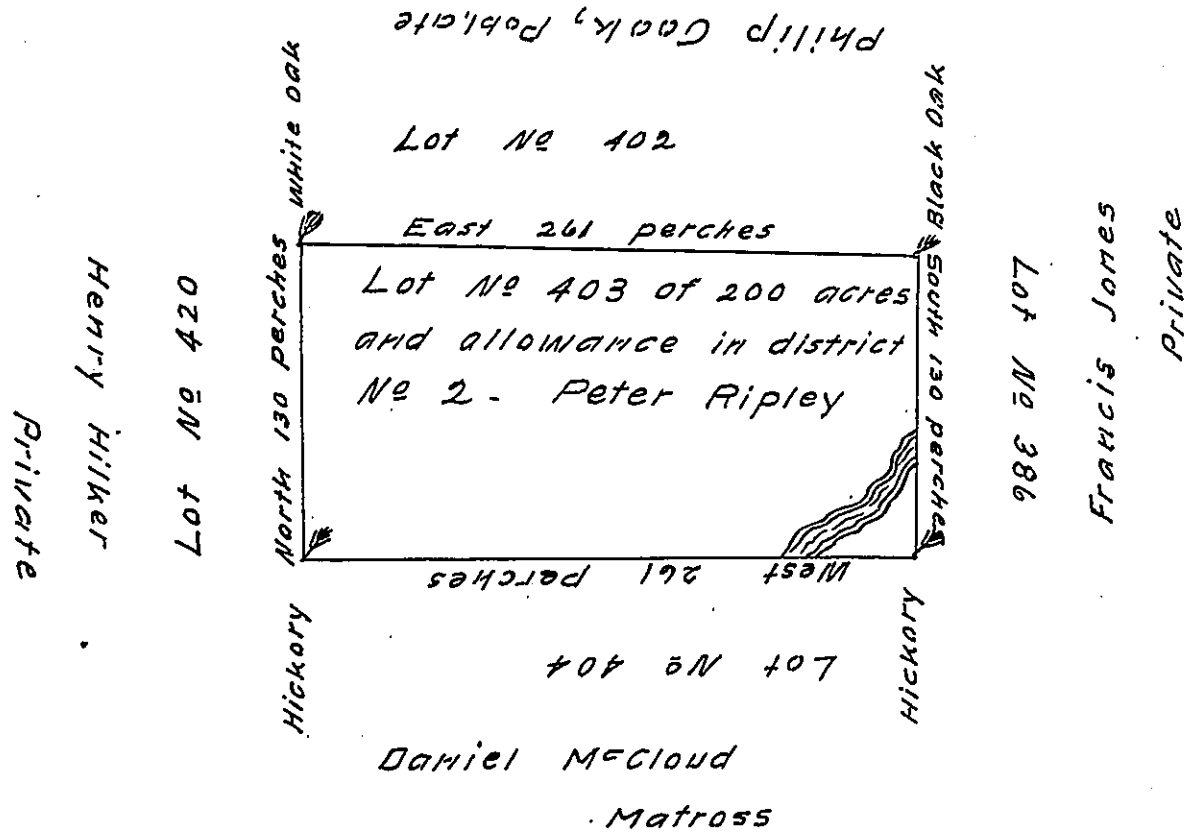 Phillip Cook, Poblicate
White Oak
Lot Nº 402
Black Oak
East 261 perches
Lot Nº 403 of 200 acres
and allowance in district
Nº 2 - Peter Ripley
North 130 perches
South 130 perches
West 261 perches
Hickory
Hickory
Lot Nº 420
Henry Hilker
Private
Lot Nº 386
Francis Jones
Private
Lot Nº 404
Daniel McCloud
Matross